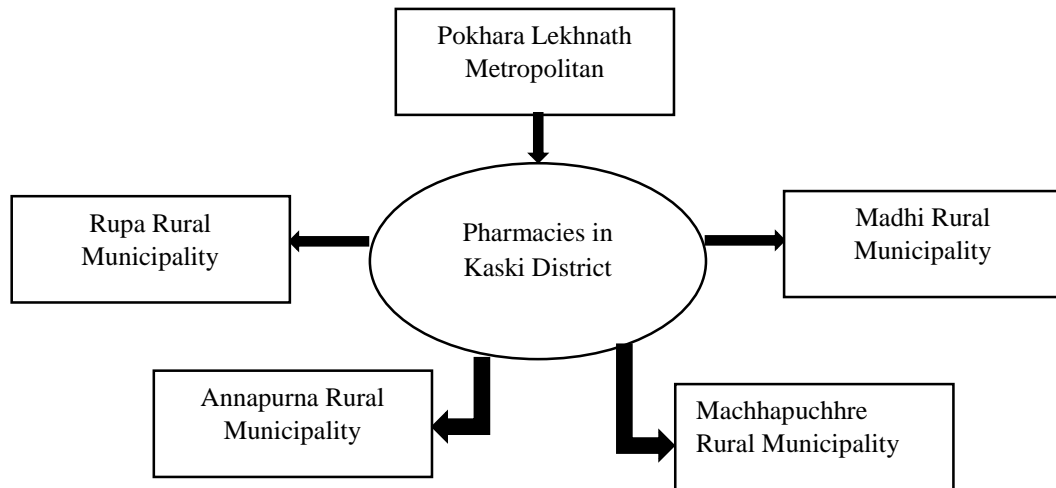 Pokhara Lekhnath
Metropolitan
Rupa Rural
Municipality
Pharmacies in
Kaski District
Madhi Rural
Municipality
Annapurna Rural
Municipality
Machhapuchhre
Rural Municipality